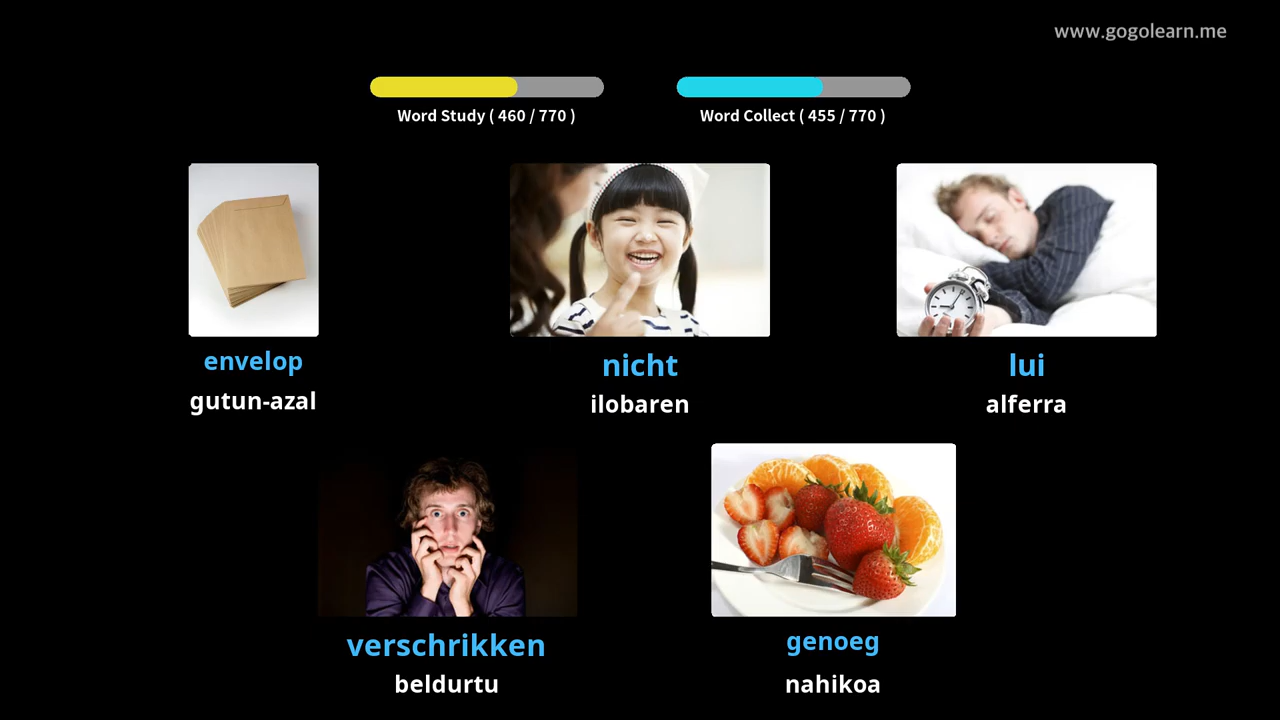 www.gogolearn.me
Word Study ( 460 / 770 )
Word Collect ( 455 / 770 )
envelop
gutun-azal
nicht
ilobaren
lui
alferra
verschrikken
beldurtu
genoeg
nahikoa